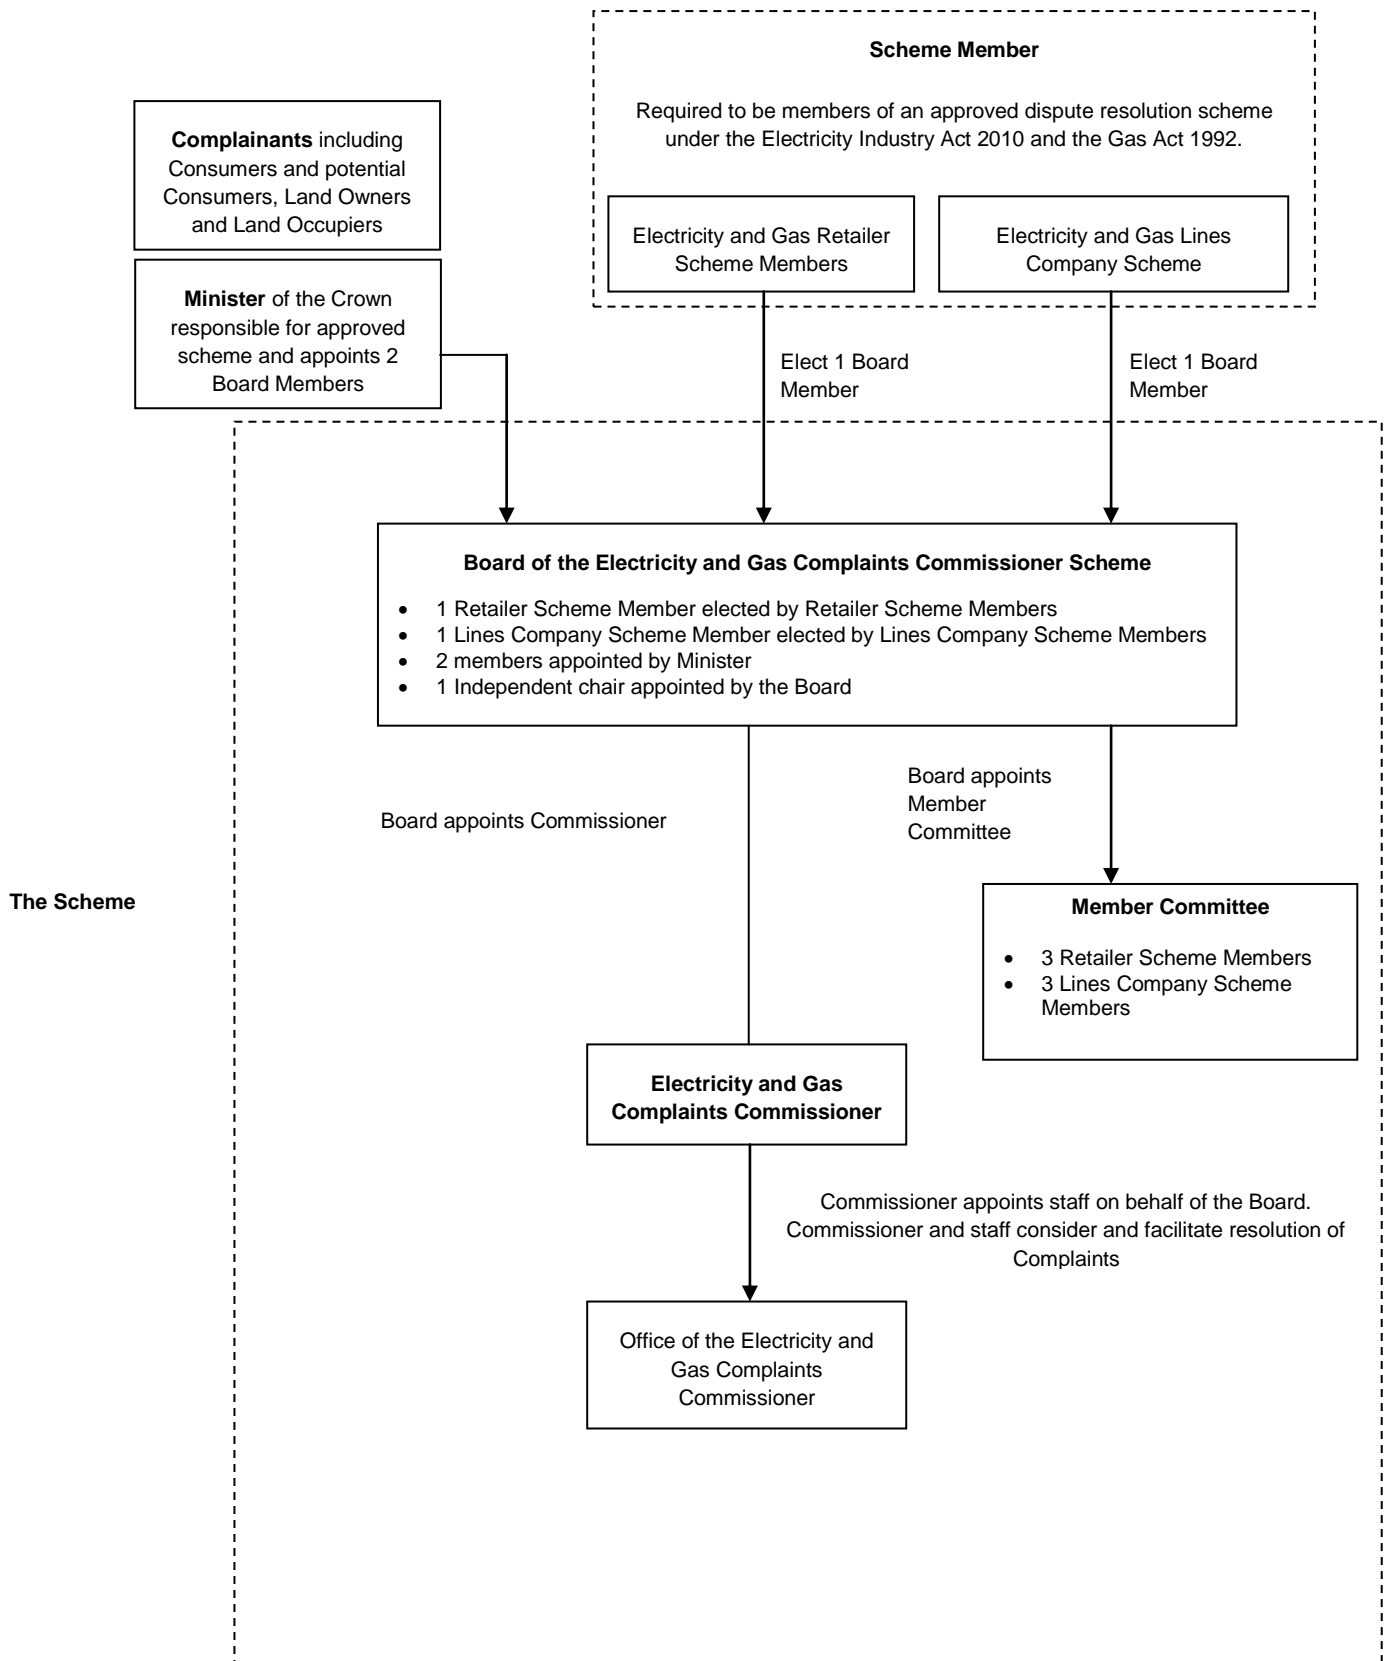 Scheme Member
Required to be members of an approved dispute resolution scheme
under the Electricity Industry Act 2010 and the Gas Act 1992.
Complainants including
Consumers and potential
Consumers, Land Owners
and Land Occupiers
Electricity and Gas Retailer
Scheme Members
Electricity and Gas Lines
Company Scheme
Minister of the Crown
responsible for approved
scheme and appoints 2
Board Members
Elect 1 Board
Member
Elect 1 Board
Member
Board of the Electricity and Gas Complaints Commissioner Scheme
• 1 Retailer Scheme Member elected by Retailer Scheme Members
• 1 Lines Company Scheme Member elected by Lines Company Scheme Members
• 2 members appointed by Minister
• 1 Independent chair appointed by the Board
Board appoints Commissioner
Board appoints
Member
Committee
The Scheme
Member Committee
• 3 Retailer Scheme Members
• 3 Lines Company Scheme
Members
Electricity and Gas
Complaints Commissioner
Commissioner appoints staff on behalf of the Board.
Commissioner and staff consider and facilitate resolution of
Complaints
Office of the Electricity and
Gas Complaints
Commissioner